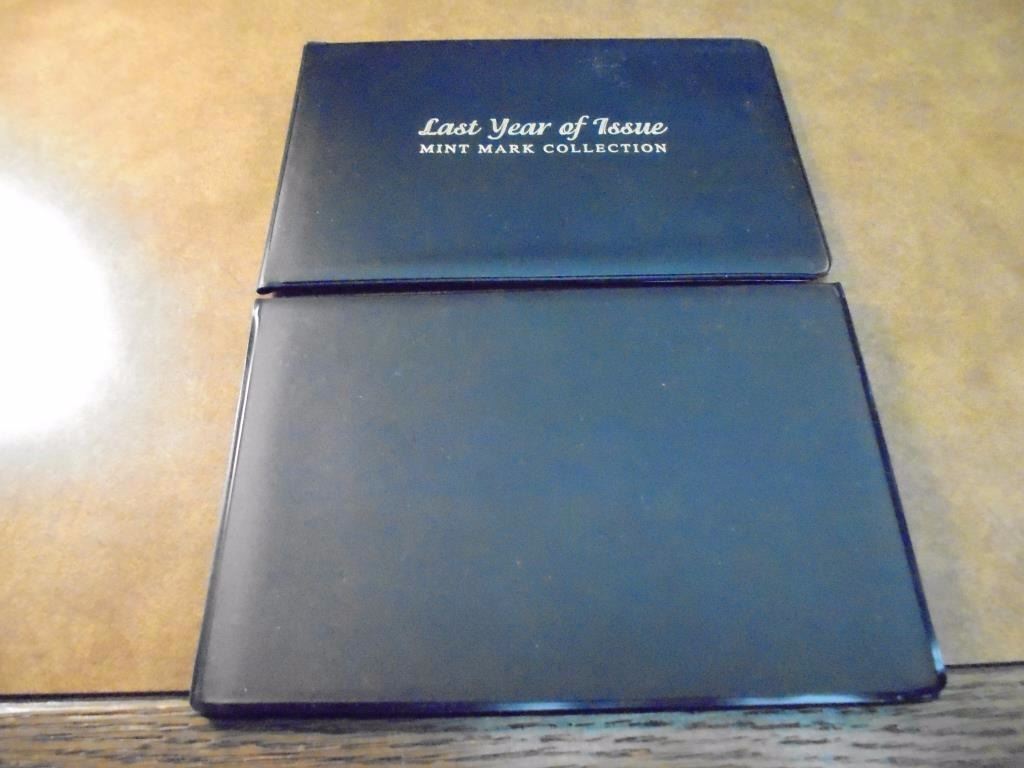 Last Year of Issue
MINT MARK COLLECTION